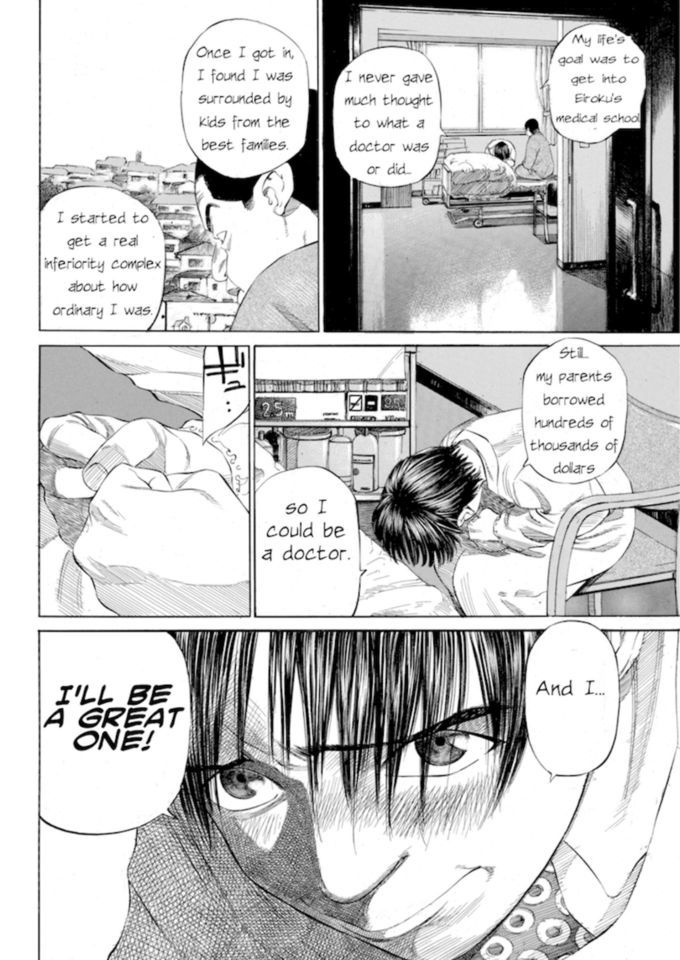 My life's
goal was to
get into
Eiroku's
medical school
I never gave
much thought
to what a
doctor was
or did...
Once I got in,
I found I was
surrounded by
kids from the
best families.
I started to
get a real
inferiority complex
about how
ordinary I was.
Still...
my parents
borrowed
hundreds of
thousands of
dollars
so I
could be
a doctor.
And I...
I'LL BE
A GREAT
ONE!